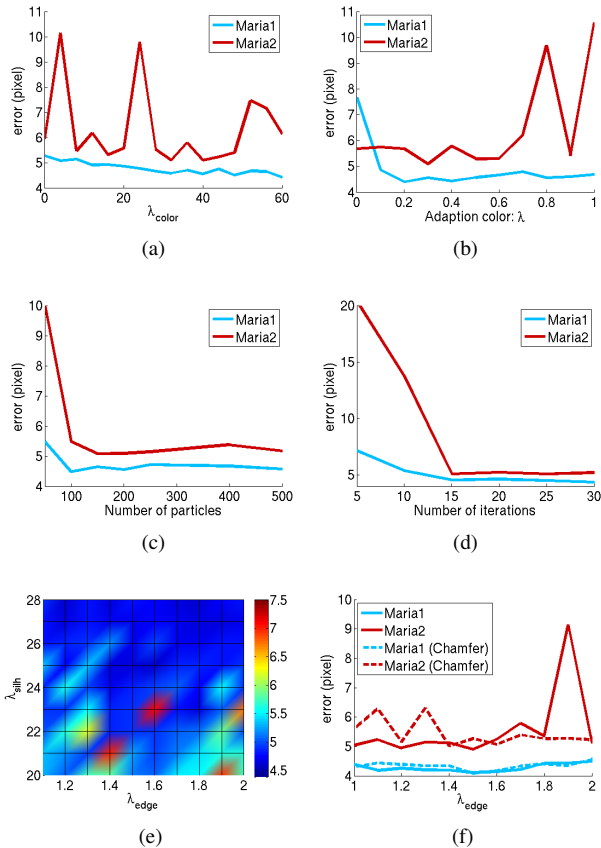 11
10
9
8
7
6
5
4
0
20
40
60
error (pixel)
λcolor
Maria1
Maria2
(a)
11
10
9
8
7
6
5
4
0
0.2
0.4
0.6
0.8
1
error (pixel)
Adaption color: λ
Maria1
Maria2
(b)
10
9
8
7
6
5
4
100
200
300
400
500
error (pixel)
Number of particles
Maria1
Maria2
(c)
20
15
10
5
5
10
15
20
25
30
error (pixel)
Number of iterations
Maria1
Maria2
(d)
28
26
24
22
20
1.2
1.4
1.6
1.8
2
λsilh
λedge
7.5
7
6.5
6
5.5
5
4.5
(e)
10
9
8
7
6
5
4
1
1.2
1.4
1.6
1.8
2
error (pixel)
λedge
Maria1
Maria2
Maria1 (Chamfer)
Maria2 (Chamfer)
(f)